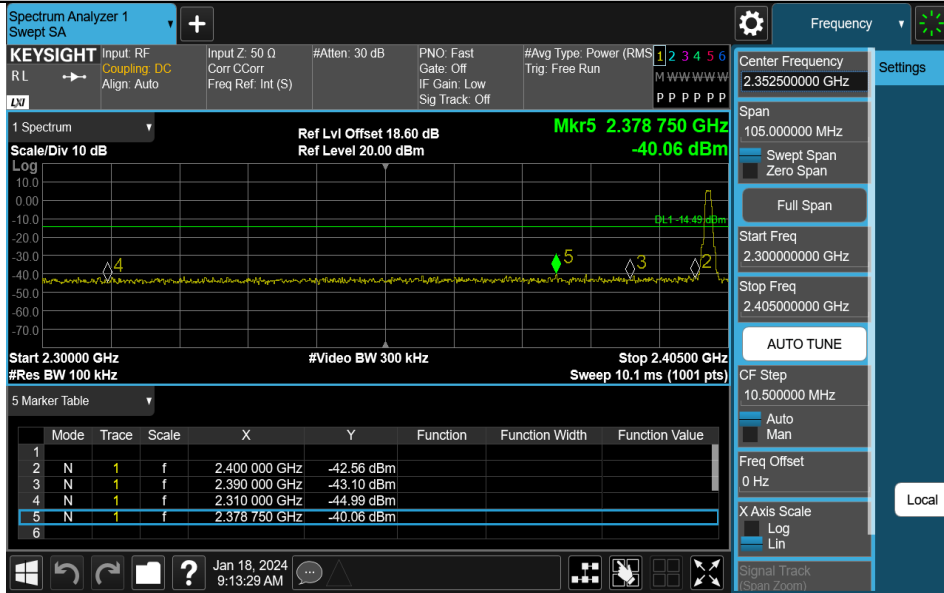 Spectrum Analyzer 1
Swept SA
+
Frequency
KEYSIGHT
R L
LXI
Input: RF
Coupling: DC
Align: Auto
Input Z: 50 Ω
Corr CCorr
Freq Ref: Int (S)
#Atten: 30 dB
PNO: Fast
Gate: Off
IF Gain: Low
Sig Track: Off
#Avg Type: Power (RMS
Trig: Free Run
1 2 3 4 5 6
M W W W W W
P P P P P P
1 Spectrum
Scale/Div 10 dB
Ref Lvl Offset 18.60 dB
Ref Level 20.00 dBm
Mkr5 2.378 750 GHz
-40.06 dBm
Log
10.0
0.00
-10.0
-20.0
-30.0
-40.0
-50.0
-60.0
-70.0
DL1 -14.49 dBm
4
5
3
2
Start 2.30000 GHz
#Video BW 300 kHz
Stop 2.40500 GHz
#Res BW 100 kHz
Sweep 10.1 ms (1001 pts)
5 Marker Table
Mode Trace Scale X Y Function Function Width Function Value
1
2 N 1 f 2.400 000 GHz -42.56 dBm
3 N 1 f 2.390 000 GHz -43.10 dBm
4 N 1 f 2.310 000 GHz -44.99 dBm
5 N 1 f 2.378 750 GHz -40.06 dBm
6
?
Jan 18, 2024
9:13:29 AM
Center Frequency
2.352500000 GHz
Settings
Span
105.000000 MHz
Swept Span
Zero Span
Full Span
Start Freq
2.300000000 GHz
Stop Freq
2.405000000 GHz
AUTO TUNE
CF Step
10.500000 MHz
Auto
Man
Freq Offset
0 Hz
Local
X Axis Scale
Log
Lin
Signal Track
(Span Zoom)